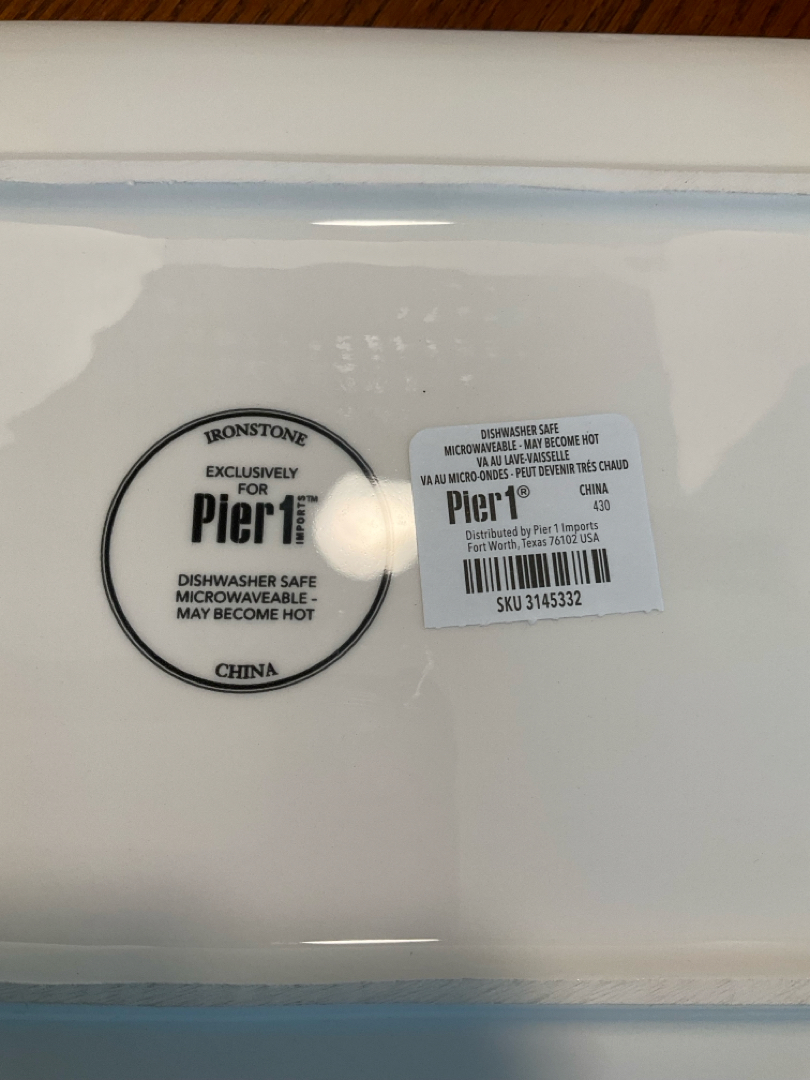 IRONSTONE
EXCLUSIVELY
FOR
Pier 1 IMPORTS™
DISHWASHER SAFE
MICROWAVEABLE -
MAY BECOME HOT
CHINA
DISHWASHER SAFE
MICROWAVEABLE - MAY BECOME HOT
VA AU LAVE-VAISSELLE
VA AU MICRO-ONDES - PEUT DEVENIR TRÉS CHAUD
Pier 1® CHINA
430
Distributed by Pier 1 Imports
Fort Worth, Texas 76102 USA
SKU 3145332